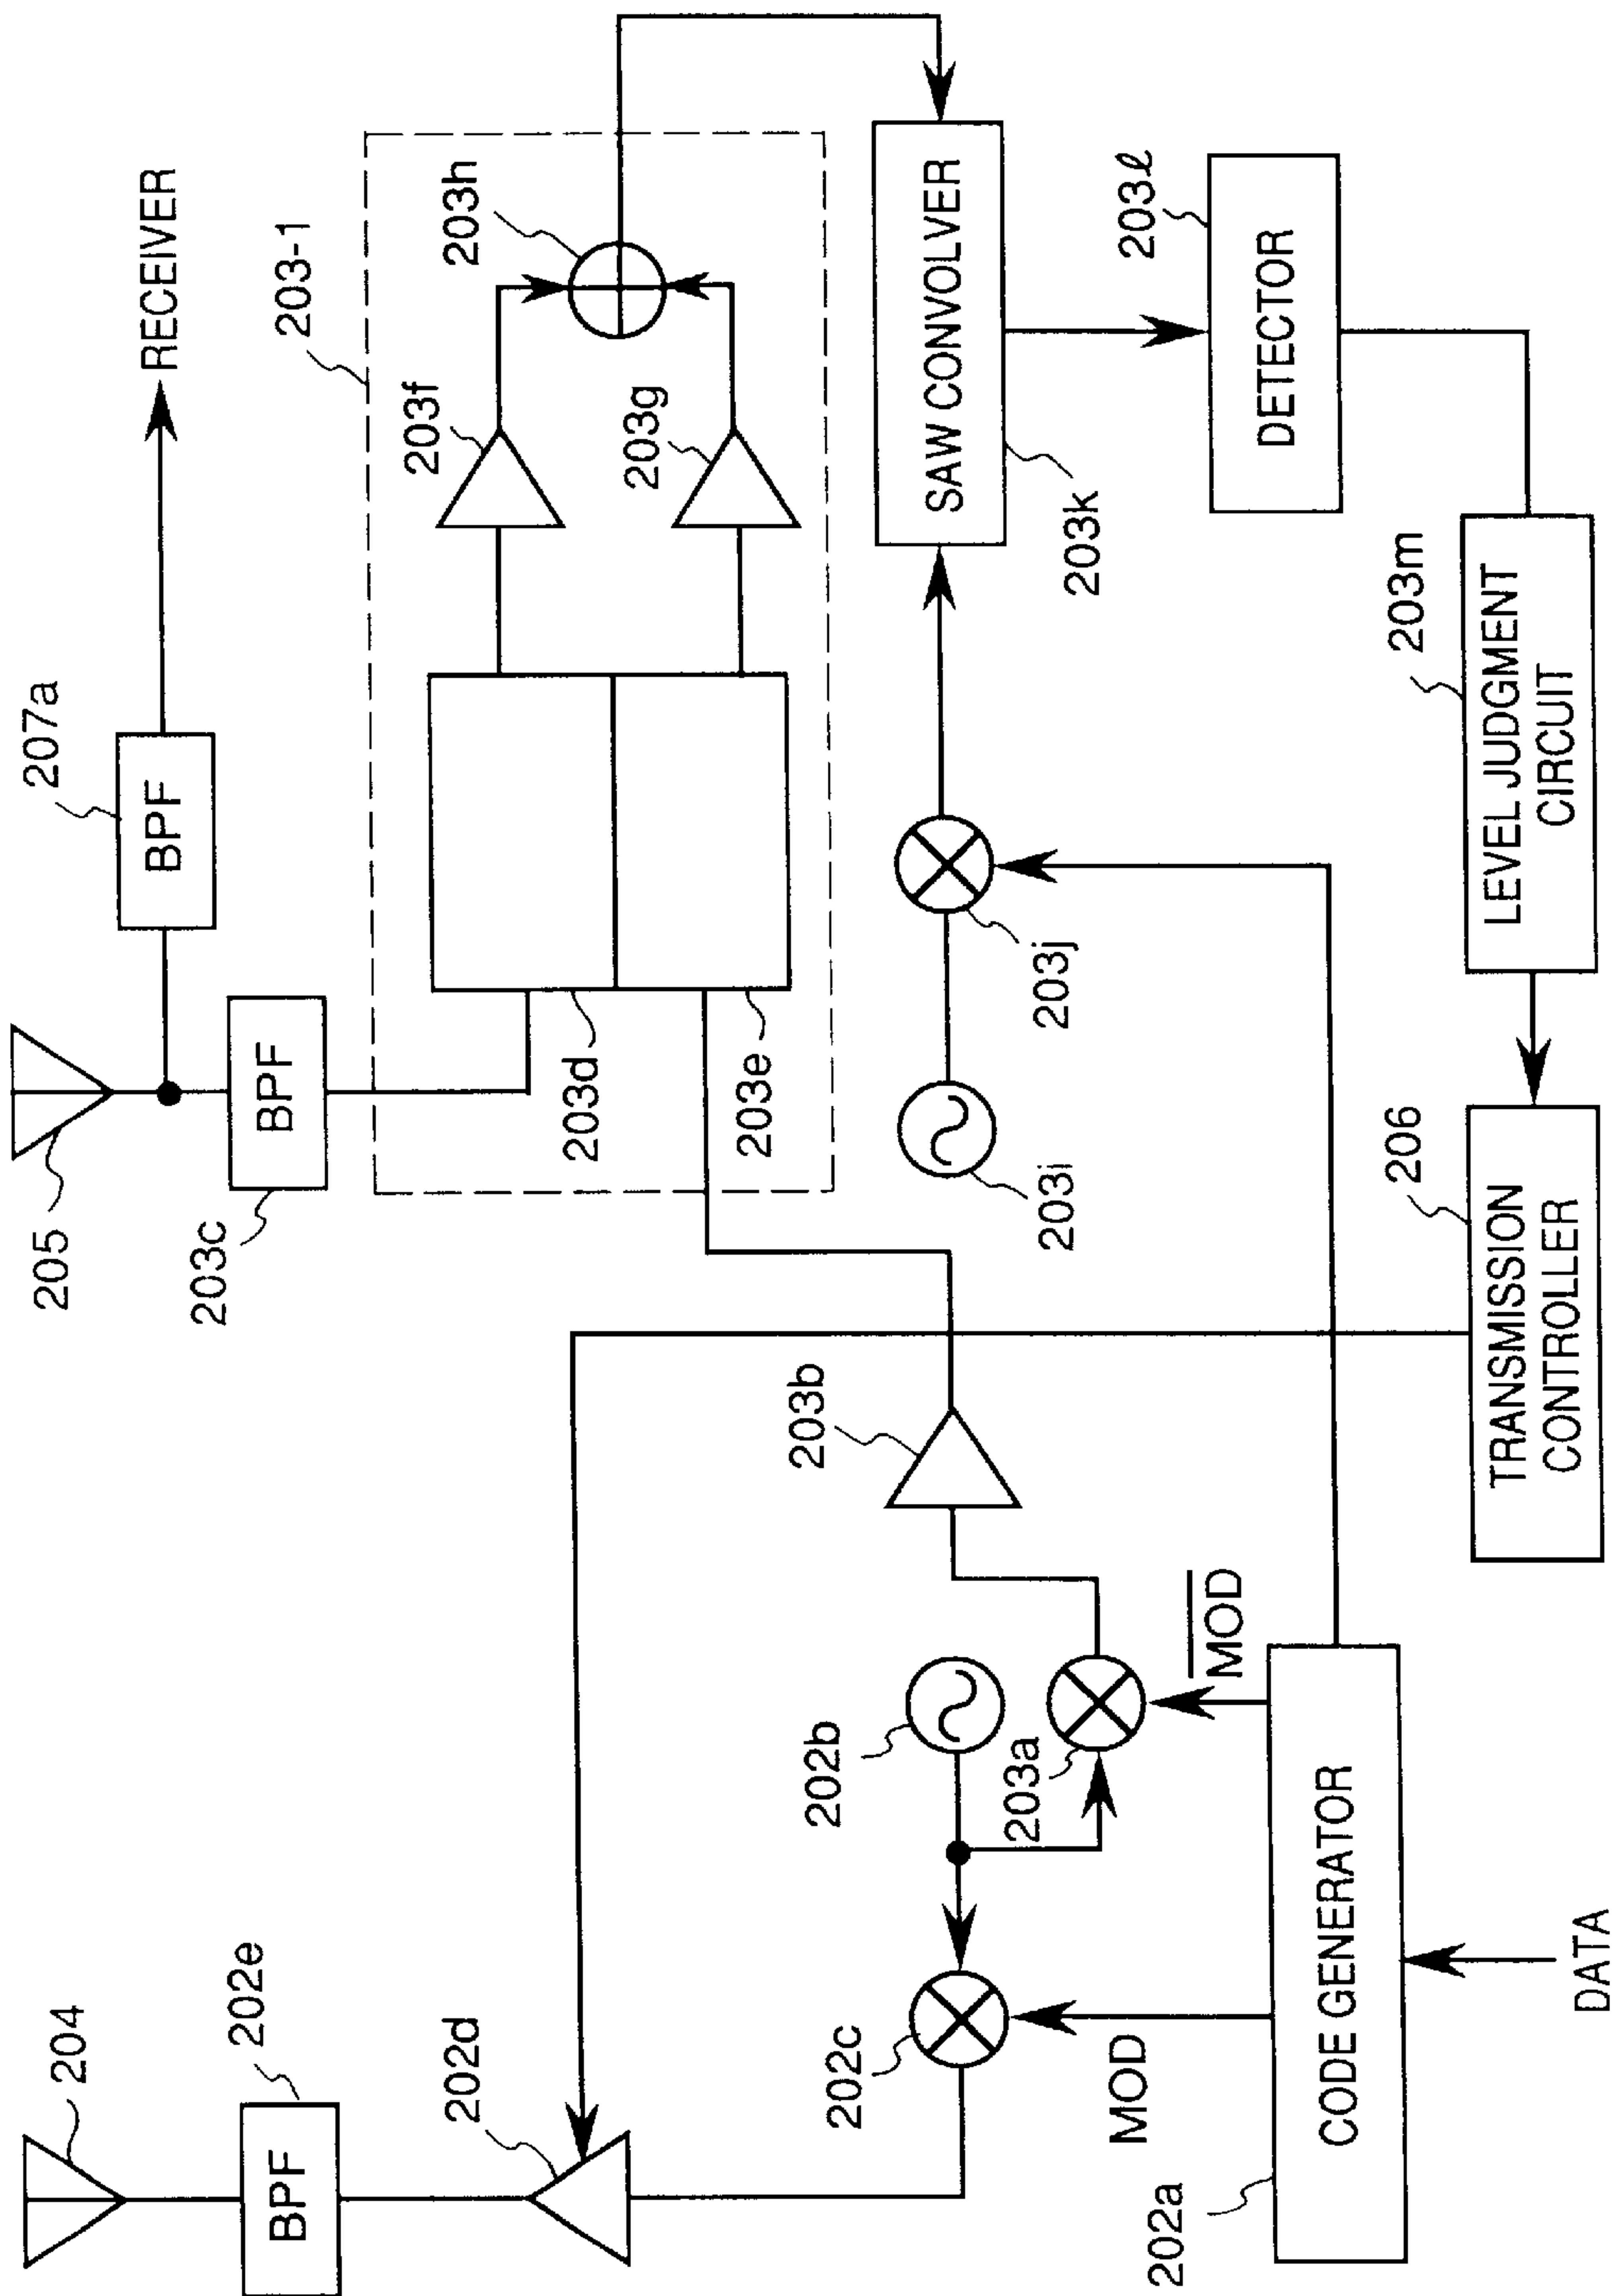 204
202e
BPF
202d
202c
MOD
202a
CODE GENERATOR
DATA
202b
203a
MOD
203b
TRANSMISSION
CONTROLLER
206
205
203c
BPF
207a
BPF
RECEIVER
203-1
203d
203e
203f
203g
203h
203i
203j
SAW CONVOLVER
203k
DETECTOR
203ℓ
LEVEL JUDGMENT
CIRCUIT
203m